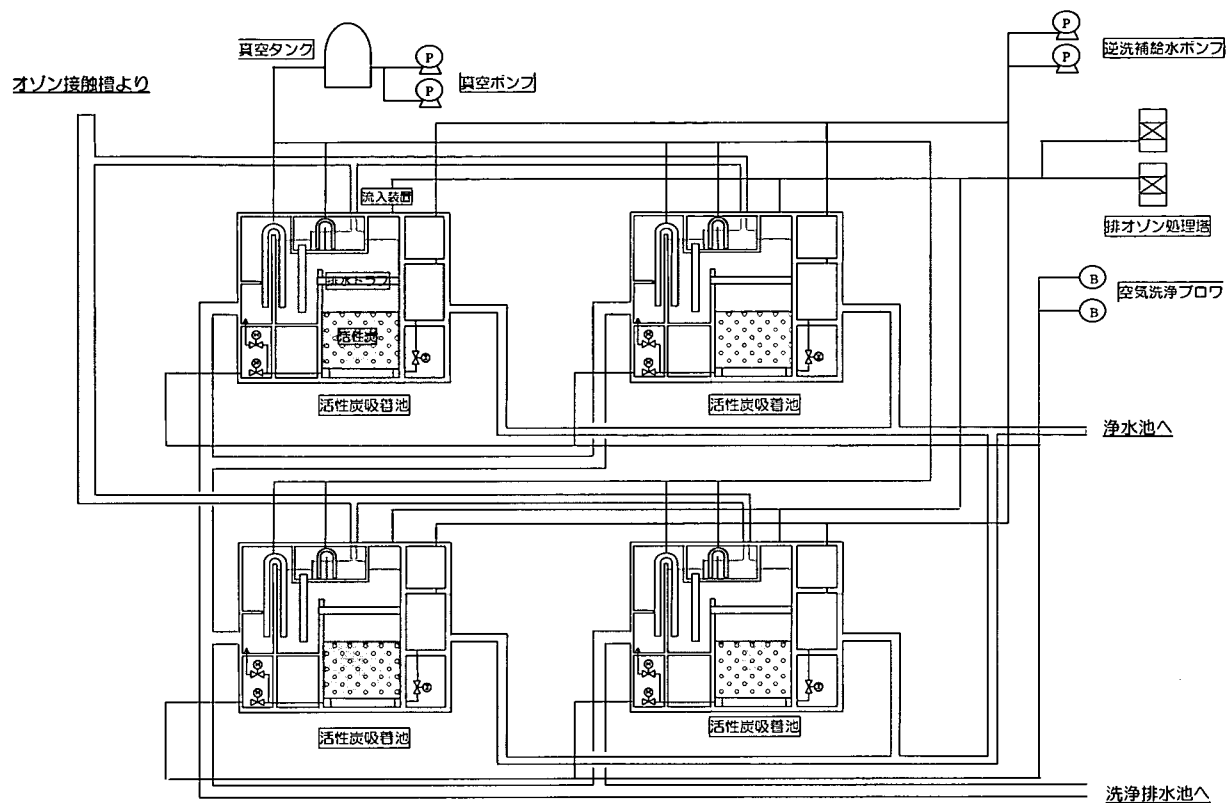 真空タンク
P
P
真空ポンプ
P
P
逆洗補給水ポンプ
オゾン接触槽より
流入装置
排オゾン処理塔
排水トラフ
活性炭
B
B
空気洗浄ブロワ
活性炭吸着池
活性炭吸着池
浄水池へ
活性炭吸着池
活性炭吸着池
洗浄排水池へ